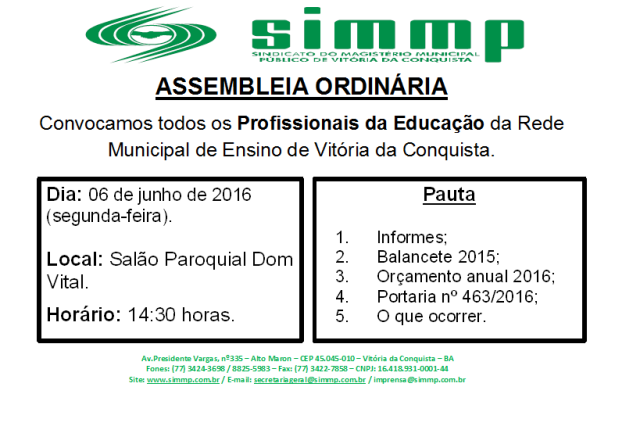 simmp
SINDICATO DO MAGISTÉRIO MUNICIPAL
PÚBLICO DE VITÓRIA DA CONQUISTA
ASSEMBLEIA ORDINÁRIA
Convocamos todos os Profissionais da Educação da Rede
Municipal de Ensino de Vitória da Conquista.
Dia: 06 de junho de 2016
(segunda-feira).
Local: Salão Paroquial Dom
Vital.
Horário: 14:30 horas.
Pauta
1. Informes;
2. Balancete 2015;
3. Orçamento anual 2016;
4. Portaria nº 463/2016;
5. O que ocorrer.
Av.Presidente Vargas, nº335 – Alto Maron – CEP 45.045-010 – Vitória da Conquista – BA
Fones: (77) 3424-3698 / 8825-5983 – Fax: (77) 3422-7858 – CNPJ: 16.418.931-0001-44
Site: www.simmp.com.br / E-mail: secretariageral@simmp.com.br / imprensa@simmp.com.br